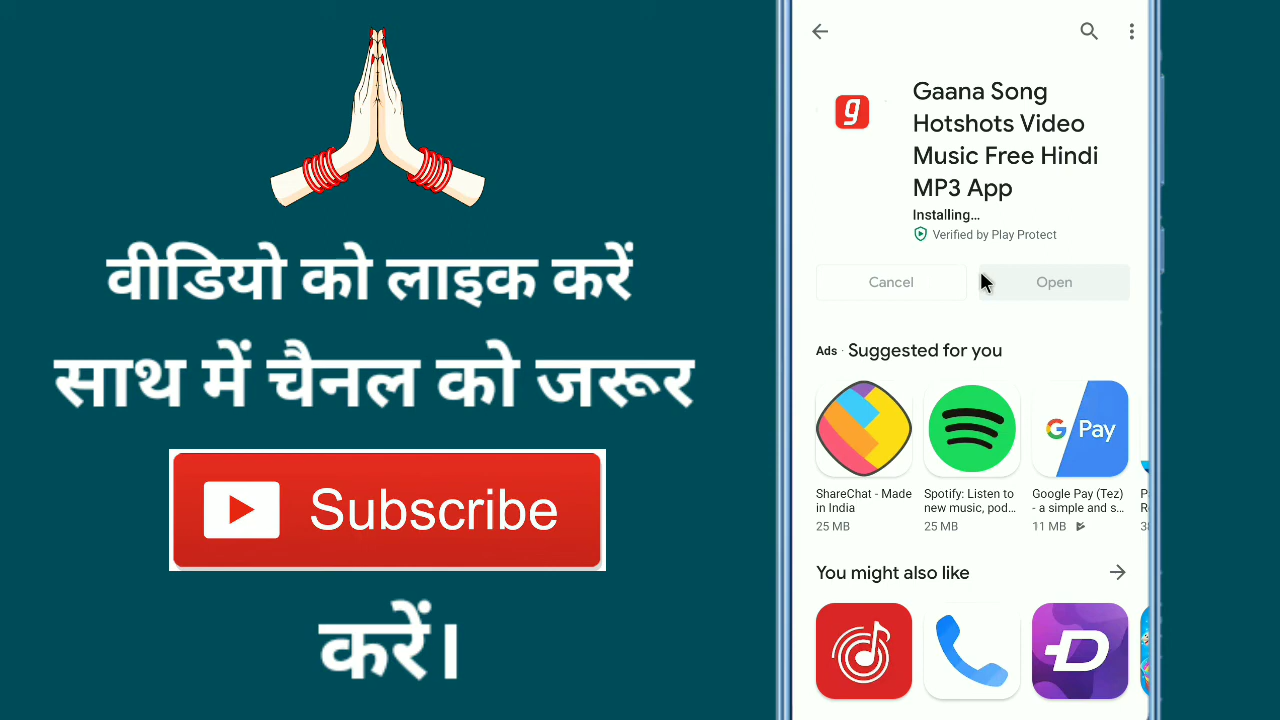 वीडियो को लाइक करें
साथ में चैनल को जरूर
Subscribe
करें।
g
Gaana Song
Hotshots Video
Music Free Hindi
MP3 App
Installing...
Verified by Play Protect
Cancel
Open
Ads · Suggested for you
G Pay
ShareChat - Made
in India
25 MB
Spotify: Listen to
new music, pod...
25 MB
Google Pay (Tez)
- a simple and s...
11 MB
You might also like